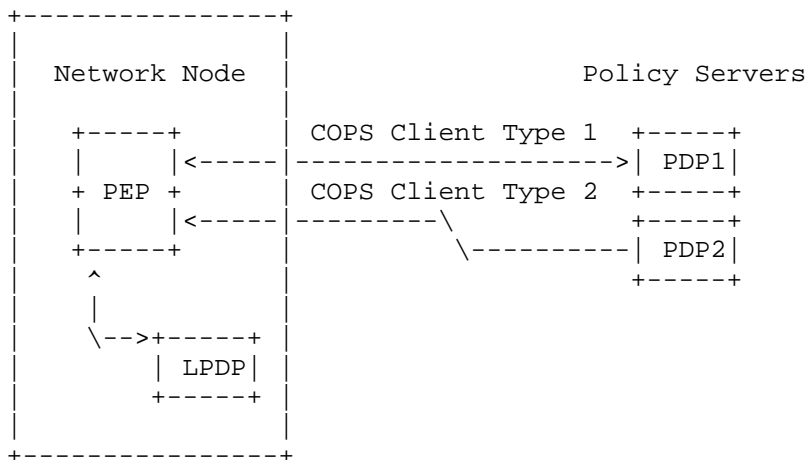 Network Node Policy Servers
COPS Client Type 1
PDP1
PEP COPS Client Type 2
PDP2
LPDP